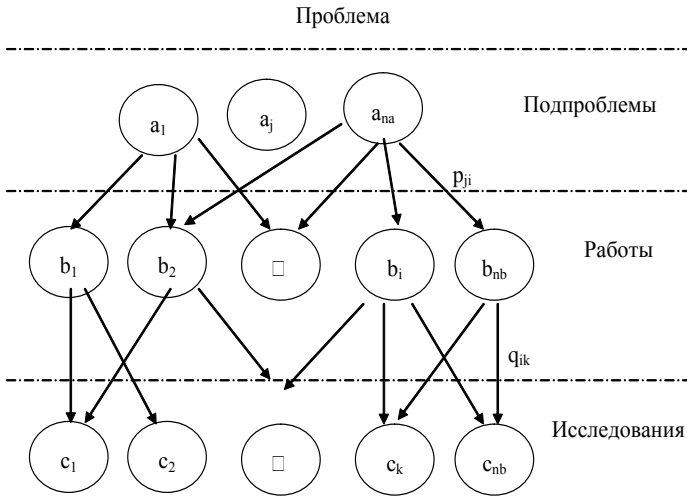 Проблема
Подпроблемы
a1 aj ana
pji
Работы
b1 b2 □ bi bnb
qik
Исследования
c1 c2 □ ck cnb